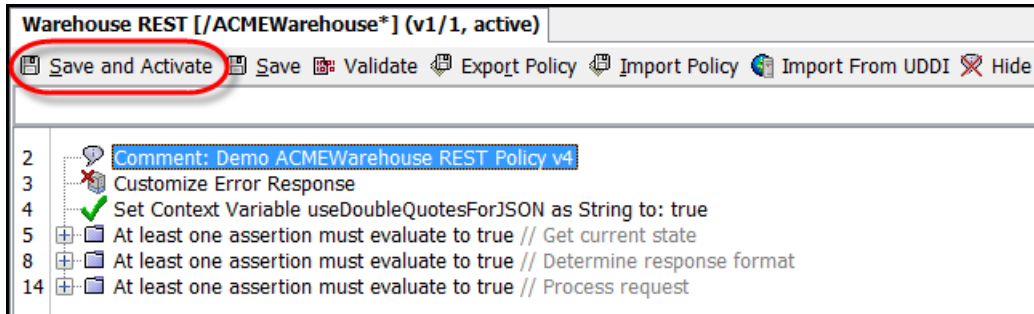 Warehouse REST [/ACMEWarehouse*] (v1/1, active)
Save and Activate Save Validate Export Policy Import Policy Import From UDDI Hide
2 Comment: Demo ACMEWarehouse REST Policy v4
3 Customize Error Response
4 Set Context Variable useDoubleQuotesForJSON as String to: true
5 At least one assertion must evaluate to true // Get current state
8 At least one assertion must evaluate to true // Determine response format
14 At least one assertion must evaluate to true // Process request